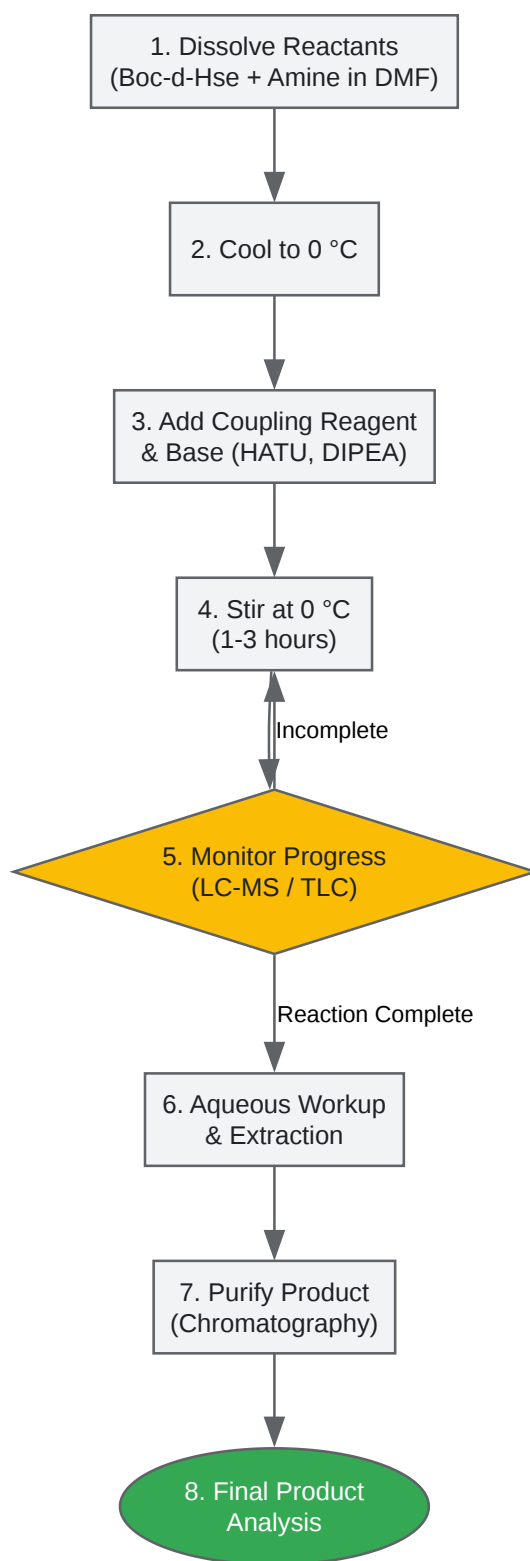 1. Dissolve Reactants
(Boc-d-Hse + Amine in DMF)
2. Cool to 0 °C
3. Add Coupling Reagent
& Base (HATU, DIPEA)
4. Stir at 0 °C
(1-3 hours)
Incomplete
5. Monitor Progress
(LC-MS / TLC)
Reaction Complete
6. Aqueous Workup
& Extraction
7. Purify Product
(Chromatography)
8. Final Product
Analysis